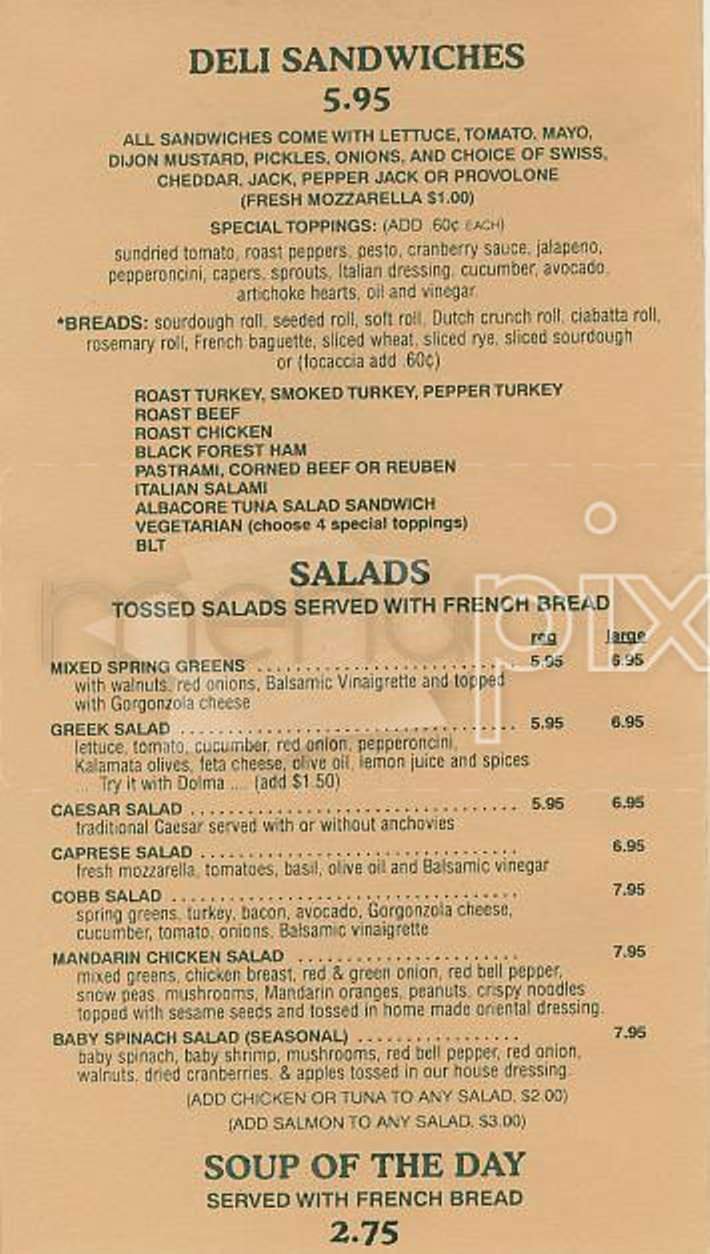 DELI SANDWICHES
5.95
ALL SANDWICHES COME WITH LETTUCE, TOMATO, MAYO,
DIJON MUSTARD, PICKLES, ONIONS, AND CHOICE OF SWISS,
CHEDDAR, JACK, PEPPER JACK OR PROVOLONE
(FRESH MOZZARELLA $1.00)
SPECIAL TOPPINGS: (ADD .60¢ EACH)
sundried tomato, roast peppers, pesto, cranberry sauce, jalapeno,
pepperoncini, capers, sprouts, Italian dressing, cucumber, avocado,
artichoke hearts, oil and vinegar.
*BREADS: sourdough roll, seeded roll, soft roll, Dutch crunch roll, ciabatta roll,
rosemary roll, French baguette, sliced wheat, sliced rye, sliced sourdough
or (focaccia add .60¢)
ROAST TURKEY, SMOKED TURKEY, PEPPER TURKEY
ROAST BEEF
ROAST CHICKEN
BLACK FOREST HAM
PASTRAMI, CORNED BEEF OR REUBEN
ITALIAN SALAMI
ALBACORE TUNA SALAD SANDWICH
VEGETARIAN (choose 4 special toppings)
BLT
SALADS
TOSSED SALADS SERVED WITH FRENCH BREAD
menupix
reg large
MIXED SPRING GREENS .......................... 5.95 6.95
with walnuts, red onions, Balsamic Vinaigrette and topped
with Gorgonzola cheese
GREEK SALAD .................................. 5.95 6.95
lettuce, tomato, cucumber, red onion, pepperoncini,
Kalamata olives, feta cheese, olive oil, lemon juice and spices
... Try it with Dolma .... (add $1.50)
CAESAR SALAD ................................. 5.95 6.95
traditional Caesar served with or without anchovies
CAPRESE SALAD ................................ 6.95
fresh mozzarella, tomatoes, basil, olive oil and Balsamic vinegar
COBB SALAD ................................... 7.95
spring greens, turkey, bacon, avocado, Gorgonzola cheese,
cucumber, tomato, onions, Balsamic vinaigrette
MANDARIN CHICKEN SALAD ....................... 7.95
mixed greens, chicken breast, red & green onion, red bell pepper,
snow peas, mushrooms, Mandarin oranges, peanuts, crispy noodles
topped with sesame seeds and tossed in home made oriental dressing.
BABY SPINACH SALAD (SEASONAL) ................. 7.95
baby spinach, baby shrimp, mushrooms, red bell pepper, red onion,
walnuts, dried cranberries, & apples tossed in our house dressing.
(ADD CHICKEN OR TUNA TO ANY SALAD, $2.00)
(ADD SALMON TO ANY SALAD, $3.00)
SOUP OF THE DAY
SERVED WITH FRENCH BREAD
2.75